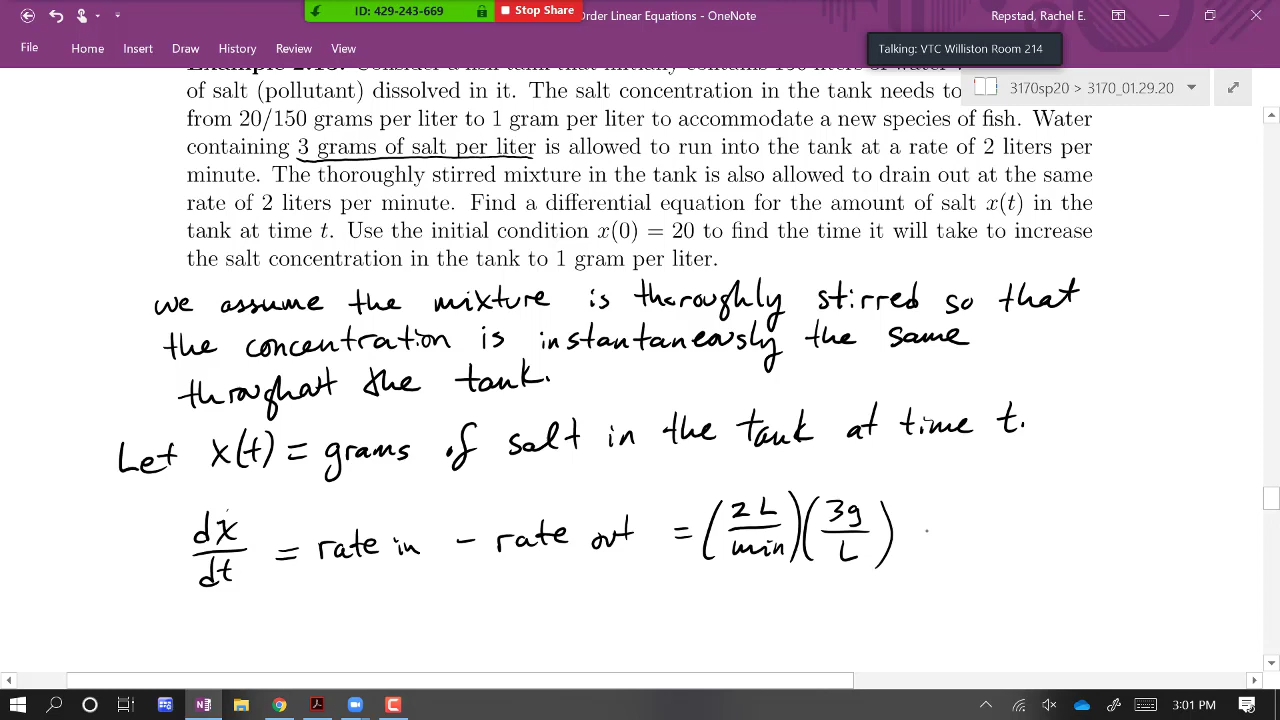 ID: 429-243-669
Stop Share
Order Linear Equations - OneNote
Repstad, Rachel E.
File
Home
Insert
Draw
History
Review
View
Talking: VTC Williston Room 214
3170sp20 > 3170_01.29.20
of salt (pollutant) dissolved in it. The salt concentration in the tank needs to
from 20/150 grams per liter to 1 gram per liter to accommodate a new species of fish. Water
containing 3 grams of salt per liter is allowed to run into the tank at a rate of 2 liters per
minute. The thoroughly stirred mixture in the tank is also allowed to drain out at the same
rate of 2 liters per minute. Find a differential equation for the amount of salt x(t) in the
tank at time t. Use the initial condition x(0) = 20 to find the time it will take to increase
the salt concentration in the tank to 1 gram per liter.
we assume the mixture is thoroughly stirred so that
the concentration is instantaneously the same
throughout the tank.
Let x(t) = grams of salt in the tank at time t.
dx/dt = rate in - rate out = (2L/min)(3g/L)
3:01 PM